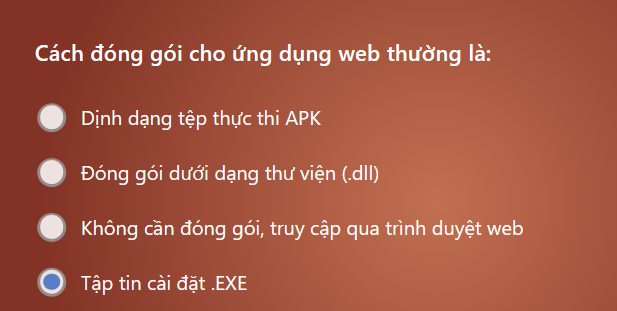 Cách đóng gói cho ứng dụng web thường là:
Dịnh dạng tệp thực thi APK
Đóng gói dưới dạng thư viện (.dll)
Không cần đóng gói, truy cập qua trình duyệt web
Tập tin cài đặt .EXE